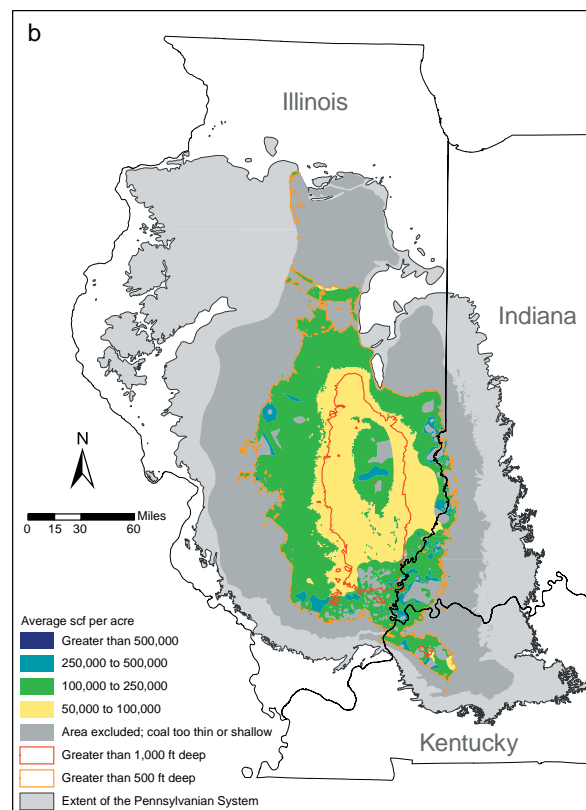 b
Illinois
Indiana
N
0 15 30 60 Miles
Average scf per acre
Greater than 500,000
250,000 to 500,000
100,000 to 250,000
50,000 to 100,000
Area excluded; coal too thin or shallow
Greater than 1,000 ft deep
Greater than 500 ft deep
Extent of the Pennsylvanian System
Kentucky